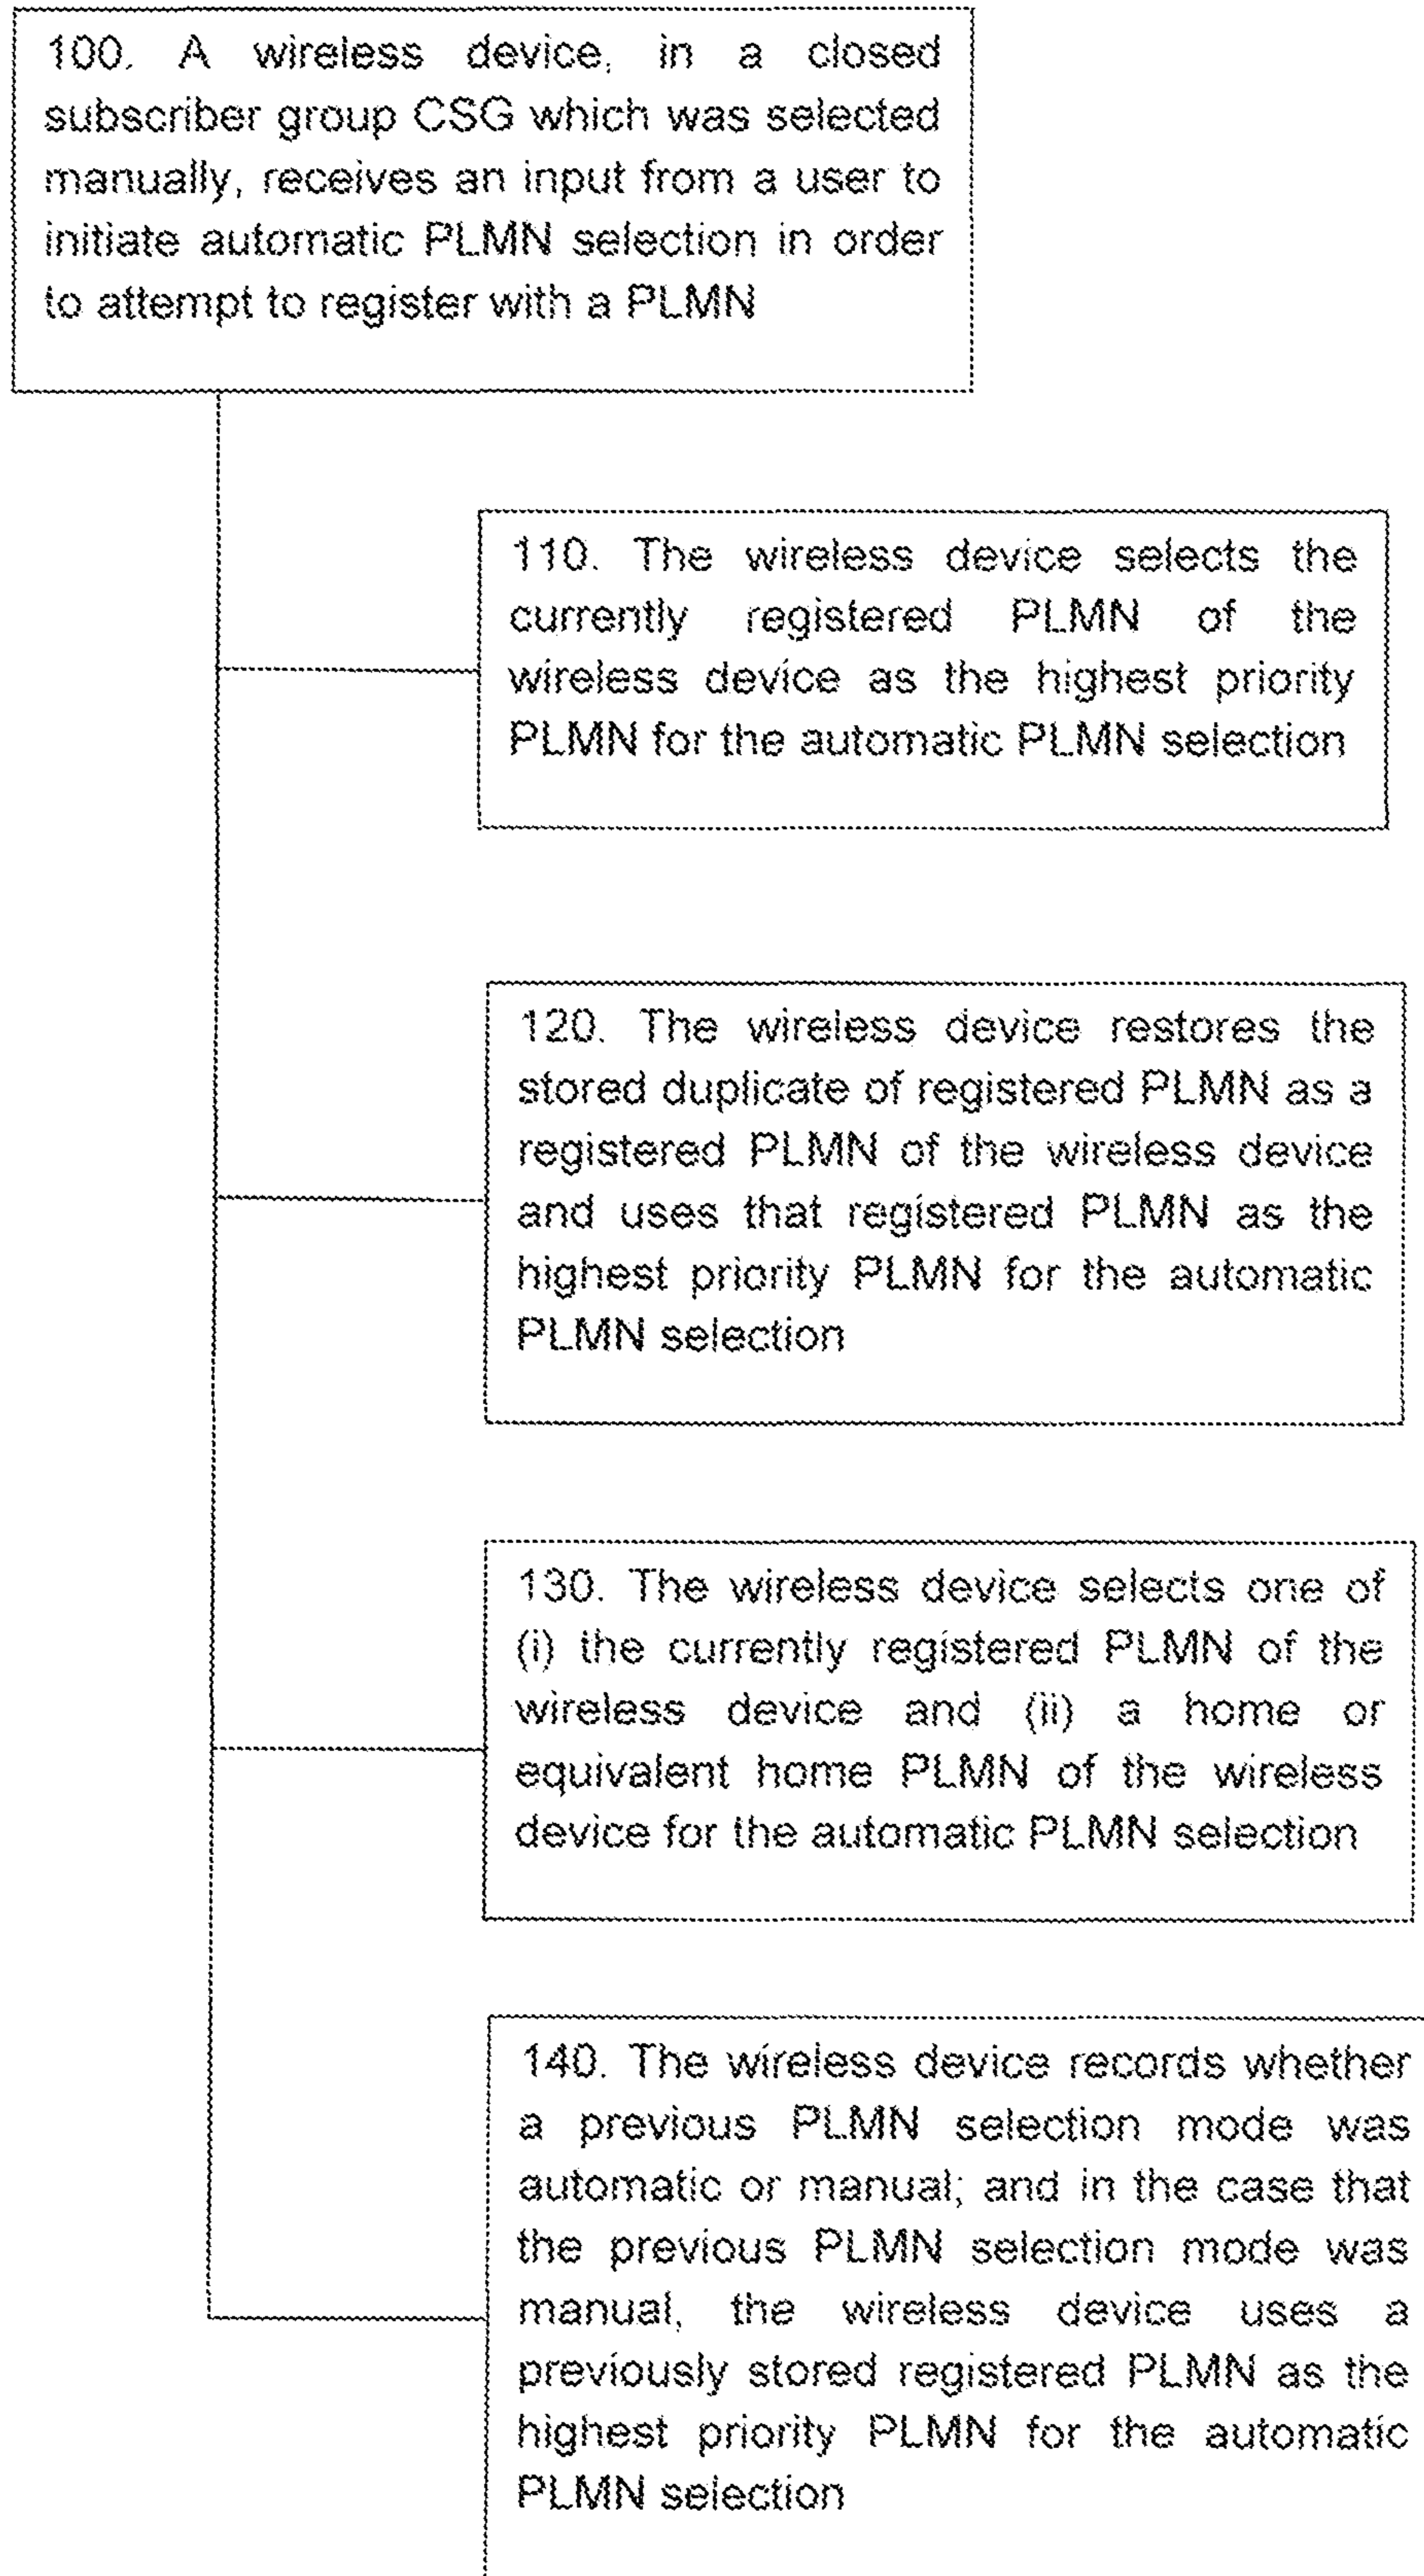 100. A wireless device, in a closed
subscriber group CSG which was selected
manually, receives an input from a user to
initiate automatic PLMN selection in order
to attempt to register with a PLMN
110. The wireless device selects the
currently registered PLMN of the
wireless device as the highest priority
PLMN for the automatic PLMN selection
120. The wireless device restores the
stored duplicate of registered PLMN as a
registered PLMN of the wireless device
and uses that registered PLMN as the
highest priority PLMN for the automatic
PLMN selection
130. The wireless device selects one of
(i) the currently registered PLMN of the
wireless device and (ii) a home or
equivalent home PLMN of the wireless
device for the automatic PLMN selection
140. The wireless device records whether
a previous PLMN selection mode was
automatic or manual; and in the case that
the previous PLMN selection mode was
manual, the wireless device uses a
previously stored registered PLMN as the
highest priority PLMN for the automatic
PLMN selection